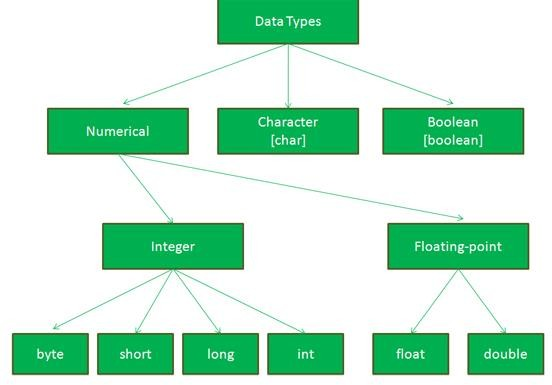 Data Types
Numerical
Character
[char]
Boolean
[boolean]
Integer
Floating-point
byte
short
long
int
float
double